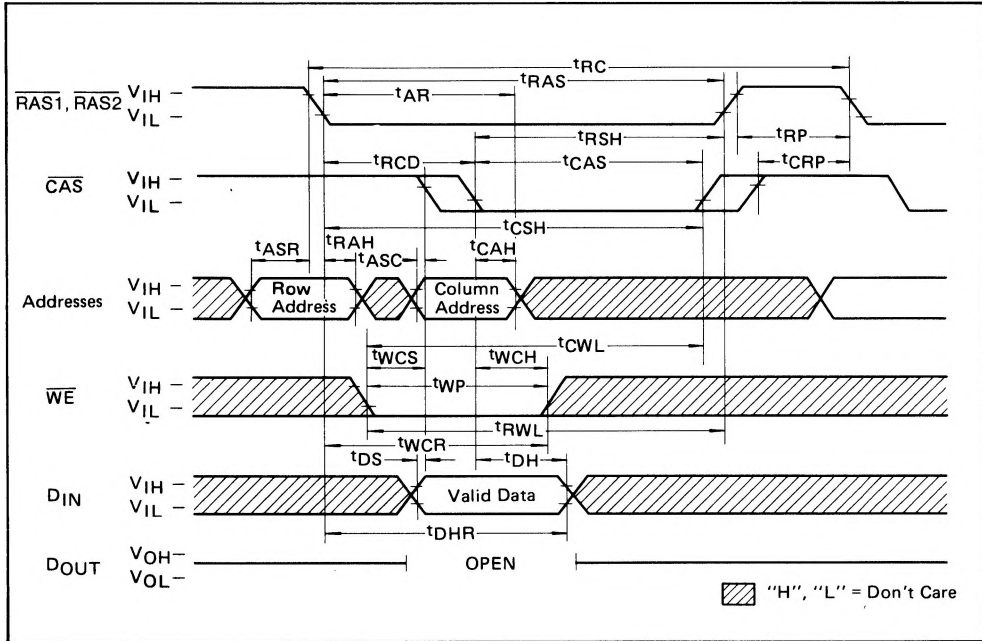 tRC
tRAS
tAR
RAS1, RAS2
VIH
VIL
tRSH
tRP
tRCD
tCAS
tCRP
CAS
VIH
VIL
tCSH
tASR
tRAH
tASC
tCAH
Addresses
VIH
VIL
Row
Address
Column
Address
tCWL
tWCS
tWCH
WE
VIH
VIL
tWP
tRWL
tWCR
tDS
tDH
DIN
VIH
VIL
Valid Data
tDHR
DOUT
VOH
VOL
OPEN
"H", "L" = Don't Care